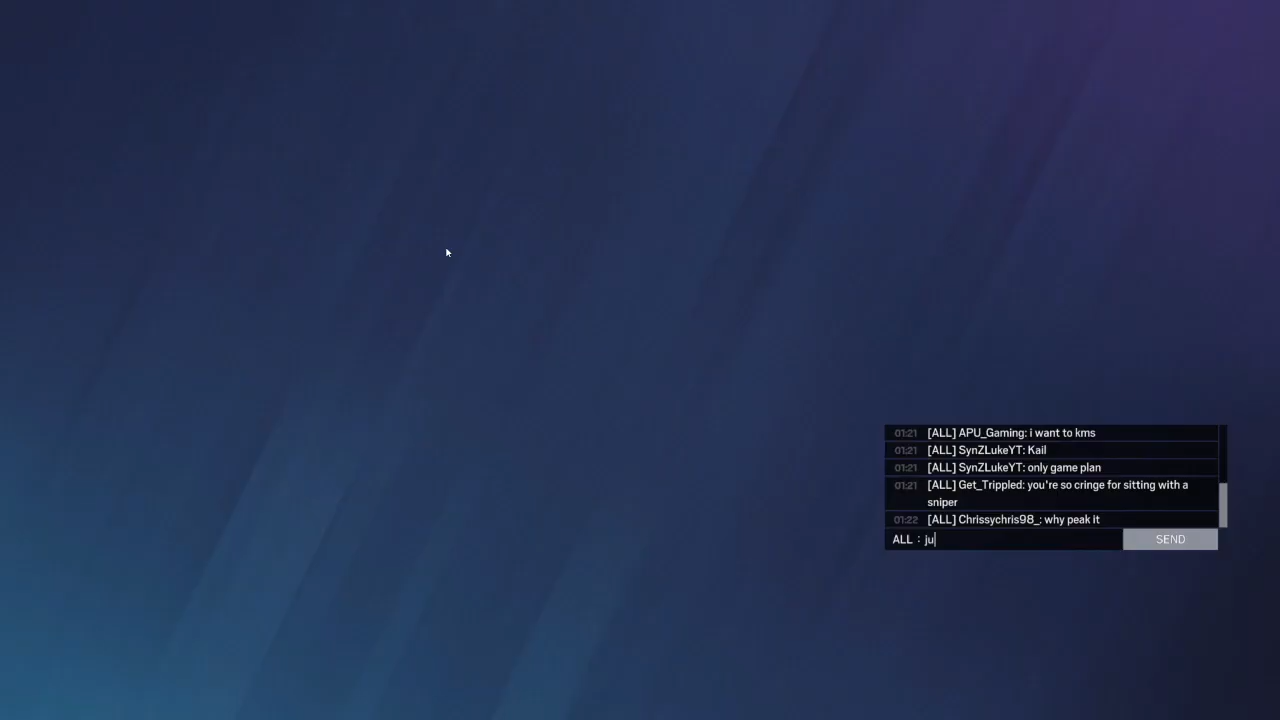 01:21 [ALL] APU_Gaming: i want to kms
01:21 [ALL] SynZLukeYT: Kail
01:21 [ALL] SynZLukeYT: only game plan
01:21 [ALL] Get_Trippled: you're so cringe for sitting with a
sniper
01:22 [ALL] Chrissychris98_: why peak it
ALL : ju SEND